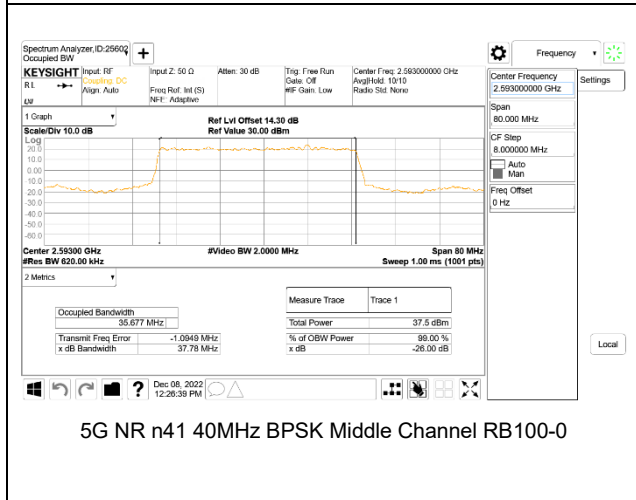 Spectrum Analyzer,ID:25602
Occupied BW
+
Frequency
KEYSIGHT
Input: RF
Input Z: 50 Ω
Atten: 30 dB
Trig: Free Run
Center Freq: 2.593000000 GHz
RL
Coupling: DC
Gate: Off
Avg|Hold: 10/10
Align: Auto
Freq Ref: Int (S)
#IF Gain: Low
Radio Std: None
NFE: Adaptive
Center Frequency
2.593000000 GHz
Settings
Span
80.000 MHz
CF Step
8.000000 MHz
Auto
Man
Freq Offset
0 Hz
1 Graph
Ref Lvl Offset 14.30 dB
Scale/Div 10.0 dB
Ref Value 30.00 dBm
Log
20.0
10.0
0.00
-10.0
-20.0
-30.0
-40.0
-50.0
-60.0
Center 2.59300 GHz
#Video BW 2.0000 MHz
Span 80 MHz
#Res BW 620.00 kHz
Sweep 1.00 ms (1001 pts)
2 Metrics
Measure Trace
Trace 1
Occupied Bandwidth
35.677 MHz
Total Power
37.5 dBm
Transmit Freq Error
-1.0949 MHz
% of OBW Power
99.00 %
x dB Bandwidth
37.78 MHz
x dB
-26.00 dB
Local
?
Dec 08, 2022
12:26:39 PM
5G NR n41 40MHz BPSK Middle Channel RB100-0